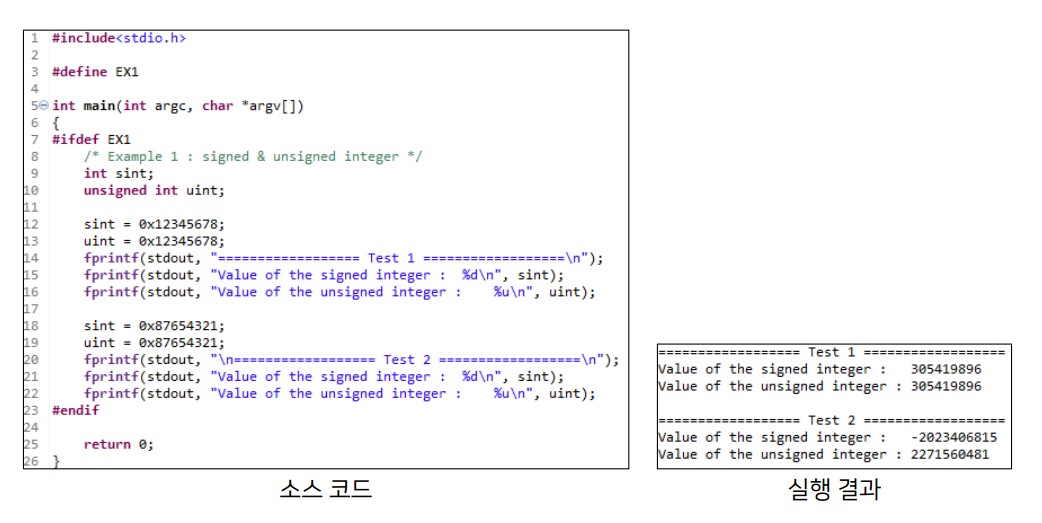 1 #include<stdio.h>
2
3 #define EX1
4
5 int main(int argc, char *argv[])
6 {
7 #ifdef EX1
8 /* Example 1 : signed & unsigned integer */
9 int sint;
10 unsigned int uint;
11
12 sint = 0x12345678;
13 uint = 0x12345678;
14 fprintf(stdout, "================== Test 1 ==================\n");
15 fprintf(stdout, "Value of the signed integer :  %d\n", sint);
16 fprintf(stdout, "Value of the unsigned integer :    %u\n", uint);
17
18 sint = 0x87654321;
19 uint = 0x87654321;
20 fprintf(stdout, "\n================== Test 2 ==================\n");
21 fprintf(stdout, "Value of the signed integer :  %d\n", sint);
22 fprintf(stdout, "Value of the unsigned integer :    %u\n", uint);
23 #endif
24
25 return 0;
26 }
소스 코드
================== Test 1 ==================
Value of the signed integer :   305419896
Value of the unsigned integer : 305419896
================== Test 2 ==================
Value of the signed integer :   -2023406815
Value of the unsigned integer : 2271560481
실행 결과